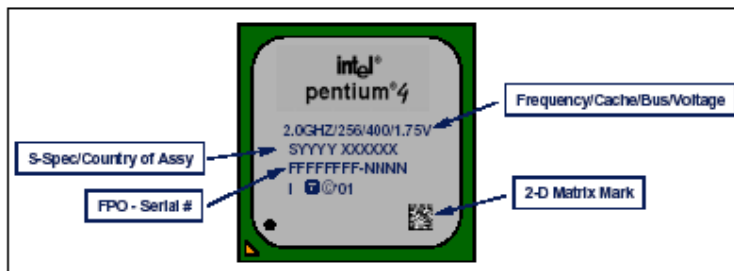 intel®
pentium®4
Frequency/Cache/Bus/Voltage
2.0GHZ/256/400/1.75V
S-Spec/Country of Assy
SYYYY XXXXXX
FFFFFFFF-NNNN
FPO - Serial #
I T ©'01
2-D Matrix Mark